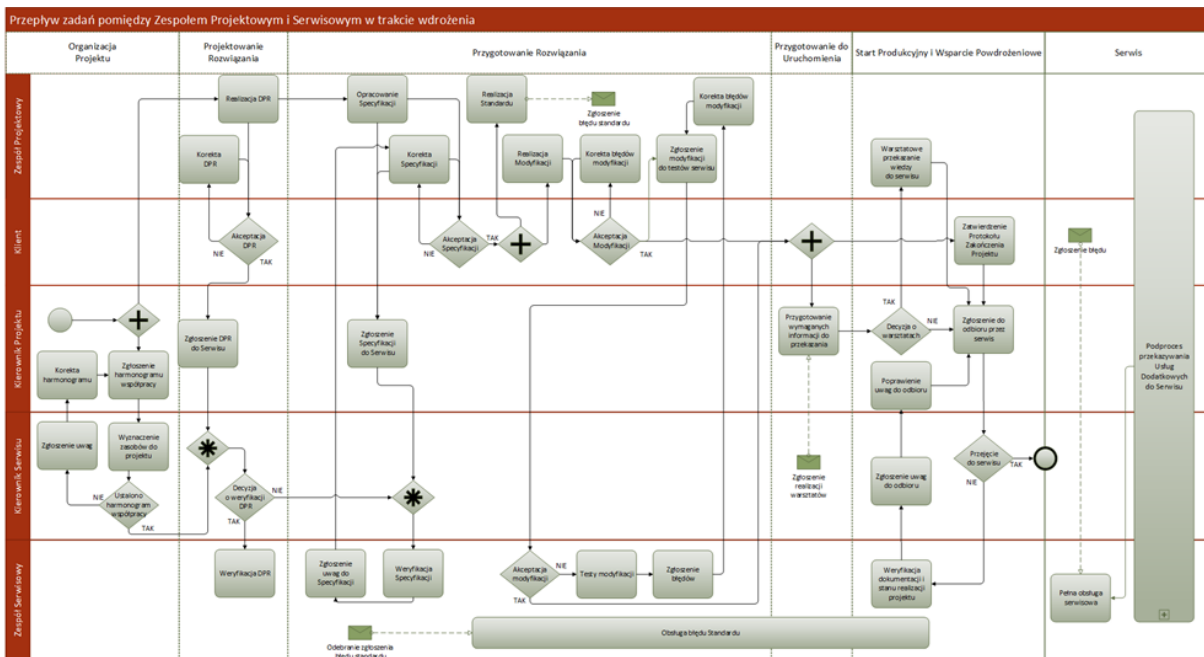 Przepływ zadań pomiędzy Zespołem Projektowym i Serwisowym w trakcie wdrożenia
Organizacja
Projektu
Projektowanie
Rozwiązania
Przygotowanie Rozwiązania
Przygotowanie do
Uruchomienia
Start Produkcyjny i Wsparcie Powdrożeniowe
Serwis
Zespół Projektowy
Realizacja DPR
Opracowanie
Specyfikacji
Realizacja
Standardu
Zgłoszenie
błędu standardu
Korekta błędów
modyfikacji
Korekta
DPR
Korekta
Specyfikacji
Realizacja
Modyfikacji
Korekta błędów
modyfikacji
Zgłoszenie
modyfikacji
do testów serwisu
Warsztatowe
przekazanie
wiedzy
do serwisu
Klient
Akceptacja
DPR
NIE
TAK
Akceptacja
Specyfikacji
NIE
TAK
Akceptacja
Modyfikacji
NIE
TAK
Zatwierdzenie
Protokołu
Zakończenia
Projektu
Zgłoszenie błędu
Kierownik Projektu
Korekta
harmonogramu
Zgłoszenie
harmonogramu
współpracy
Zgłoszenie DPR
do Serwisu
Zgłoszenie
Specyfikacji
do Serwisu
Przygotowanie
wymaganych
informacji do
przekazania
Decyzja o
warsztatach
TAK
NIE
Zgłoszenie do
odbioru przez
serwis
Poprawienie
uwag do odbioru
Podproces
przekazywania
Usług
Dodatkowych
do Serwisu
Kierownik Serwisu
Zgłoszenie uwag
Wyznaczenie
zasobów do
projektu
Ustalono
harmonogram
współpracy
NIE
TAK
Decyzja
o weryfikacji
DPR
NIE
TAK
Zgłoszenie
realizacji
warsztatów
Zgłoszenie uwag
do odbioru
Przejęcie
do serwisu
TAK
NIE
Zespół Serwisowy
Weryfikacja DPR
Zgłoszenie
uwag do
Specyfikacji
Weryfikacja
Specyfikacji
Akceptacja
modyfikacji
NIE
TAK
Testy modyfikacji
Zgłoszenie
błędów
Weryfikacja
dokumentacji i
stanu realizacji
projektu
Pełna obsługa
serwisowa
Odebranie zgłoszenia
błędu standardu
Obsługa błędu Standardu